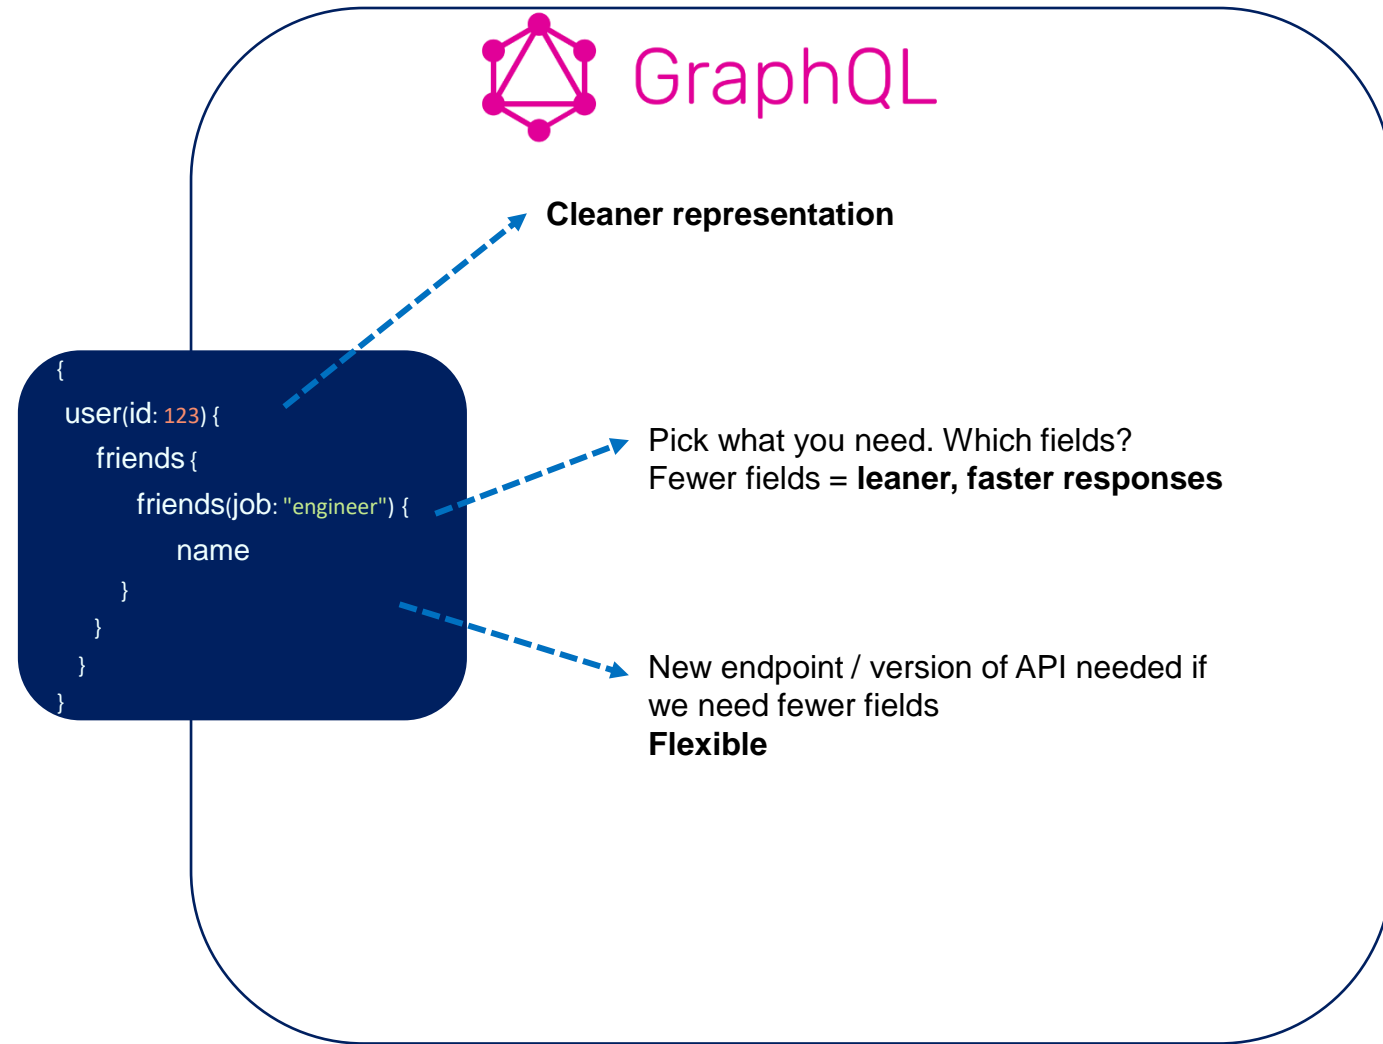 GraphQL
Cleaner representation
{
user(id: 123) {
friends {
friends(job: "engineer") {
name
}
}
}
}
Pick what you need. Which fields?
Fewer fields = leaner, faster responses
New endpoint / version of API needed if
we need fewer fields
Flexible